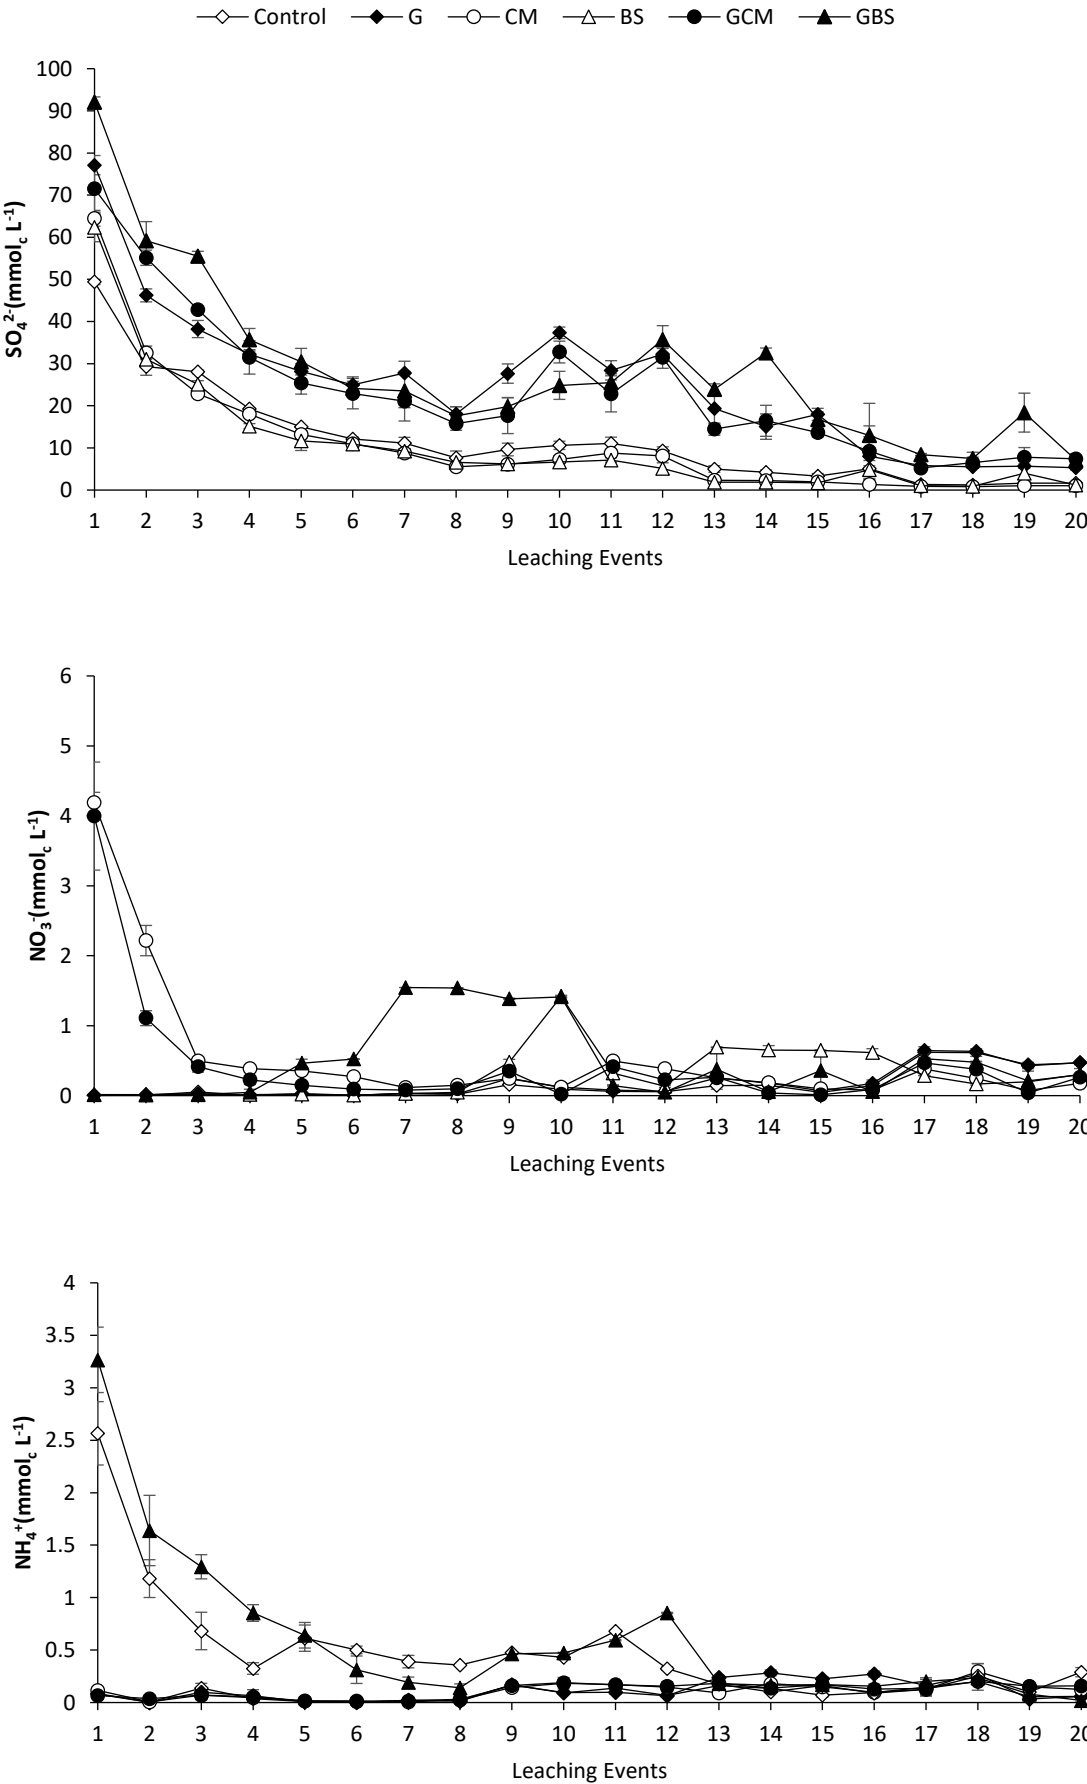 Control G CM BS GCM GBS
100
90
80
70
60
50
40
30
20
10
0
SO₄²⁻(mmol꜀ L⁻¹)
1 2 3 4 5 6 7 8 9 10 11 12 13 14 15 16 17 18 19 20
Leaching Events
6
5
4
3
2
1
0
NO₃⁻(mmol꜀ L⁻¹)
1 2 3 4 5 6 7 8 9 10 11 12 13 14 15 16 17 18 19 20
Leaching Events
4
3.5
3
2.5
2
1.5
1
0.5
0
NH₄⁺(mmol꜀ L⁻¹)
1 2 3 4 5 6 7 8 9 10 11 12 13 14 15 16 17 18 19 20
Leaching Events